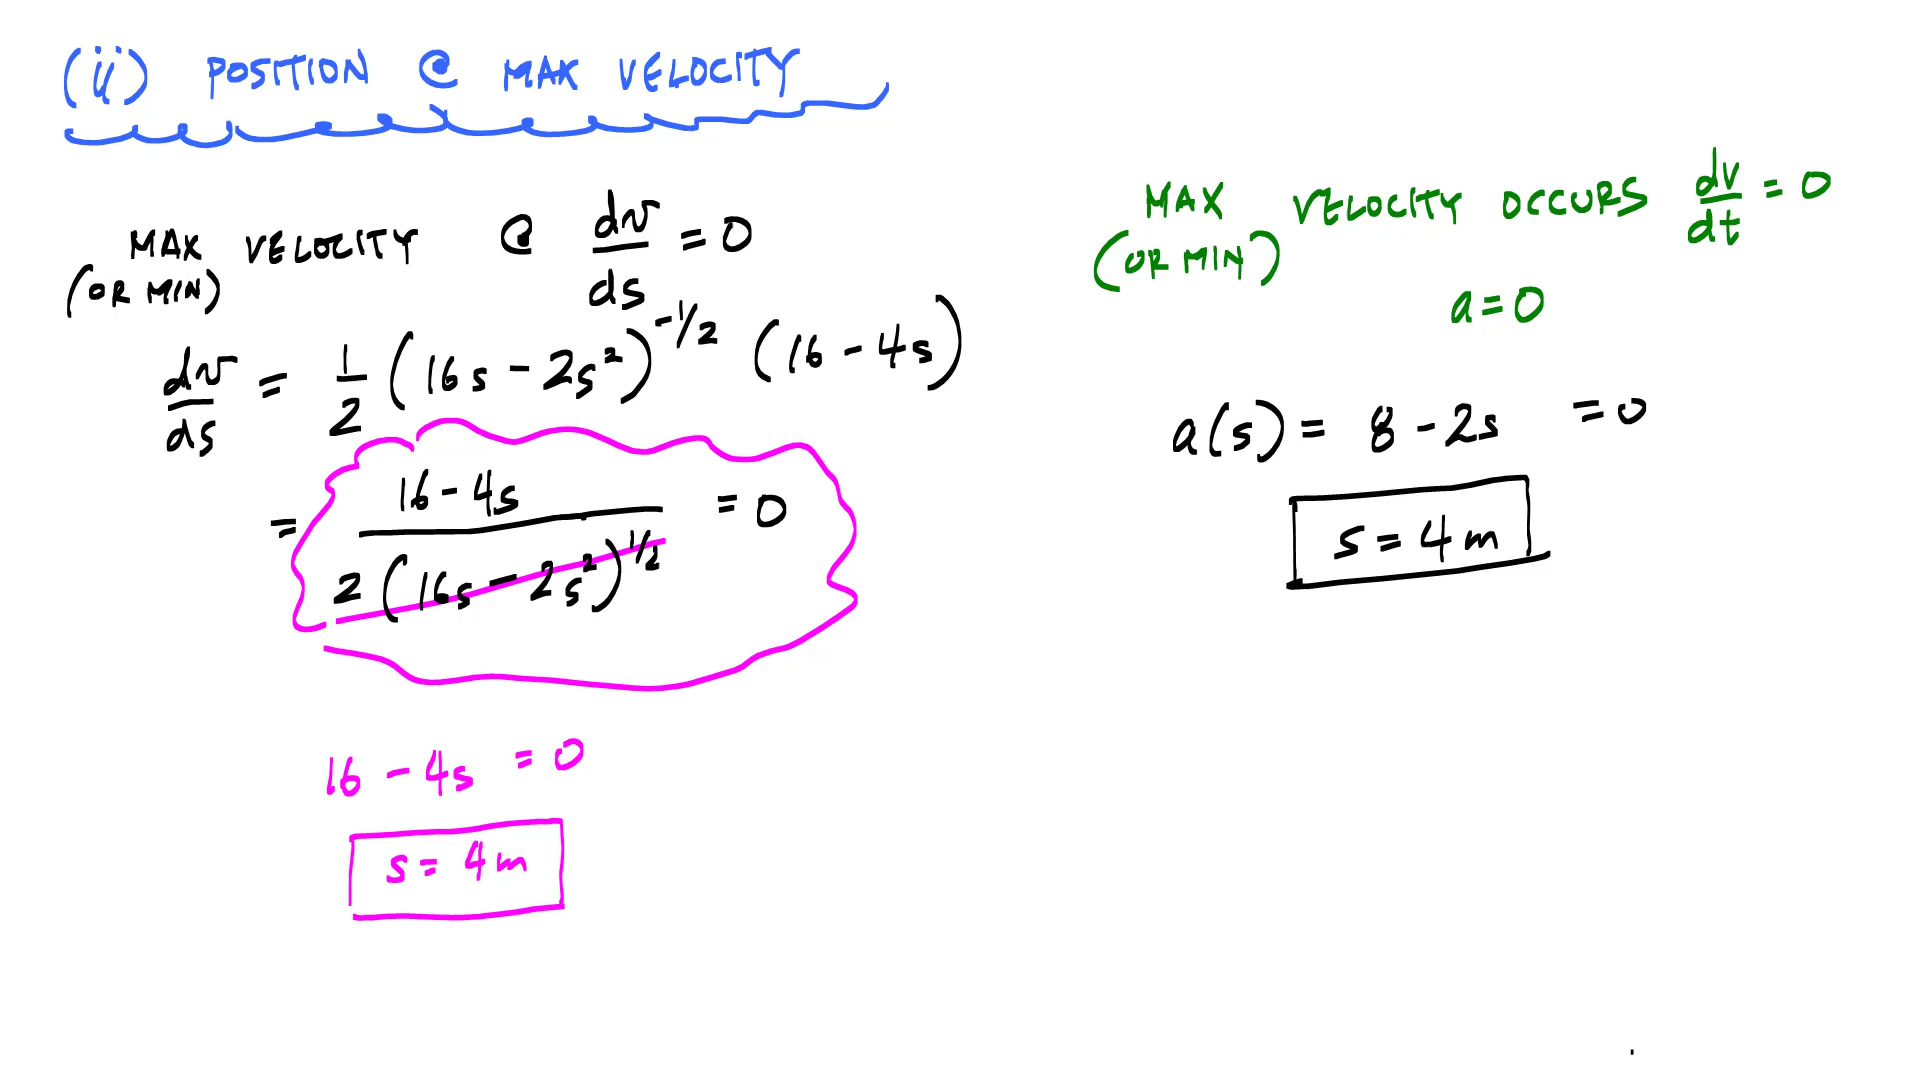 (ii) POSITION @ MAX VELOCITY
MAX VELOCITY @ dv/ds = 0
(OR MIN)
dv/ds = 1/2 (16s - 2s²)^-1/2 (16 - 4s)
= 16 - 4s / 2 (16s - 2s²)^1/2 = 0
16 - 4s = 0
s = 4 m
MAX VELOCITY OCCURS dv/dt = 0
(OR MIN)
a = 0
a(s) = 8 - 2s = 0
s = 4 m